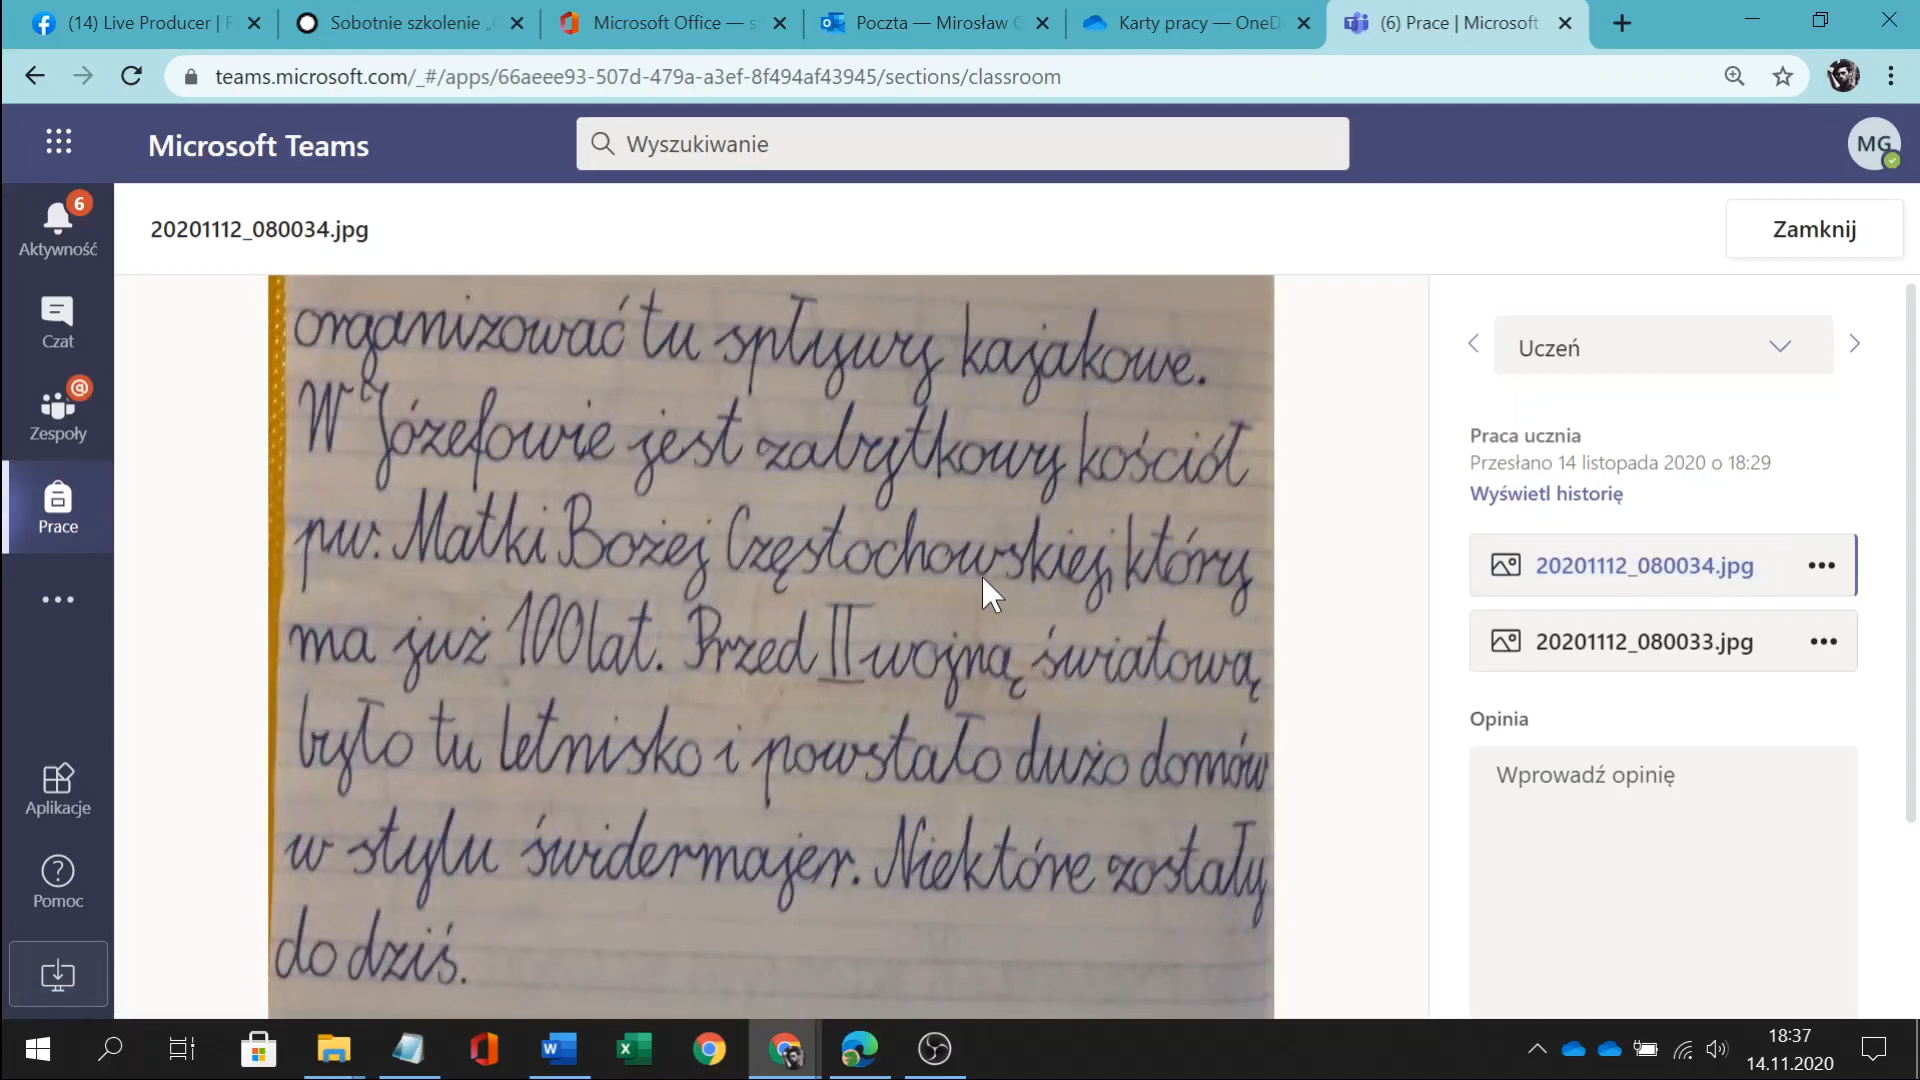 (14) Live Producer | F
Sobotnie szkolenie „
Microsoft Office — s
Poczta — Mirosław G
Karty pracy — OneD
(6) Prace | Microsoft
teams.microsoft.com/_#/apps/66aeee93-507d-479a-a3ef-8f494af43945/sections/classroom
Microsoft Teams
Wyszukiwanie
MG
6
Aktywność
Czat
@
Zespoły
Prace
Aplikacje
Pomoc
20201112_080034.jpg
Zamknij
organizować tu spływy kajakowe.
W Józefowie jest zabytkowy kościół
pw. Matki Bożej Częstochowskiej, który
ma już 100 lat. Przed II wojną światową
było tu letnisko i powstało dużo domów
w stylu świdermajer. Niektóre zostały
do dziś.
Uczeń
Praca ucznia
Przesłano 14 listopada 2020 o 18:29
Wyświetl historię
20201112_080034.jpg
20201112_080033.jpg
Opinia
Wprowadź opinię
18:37
14.11.2020